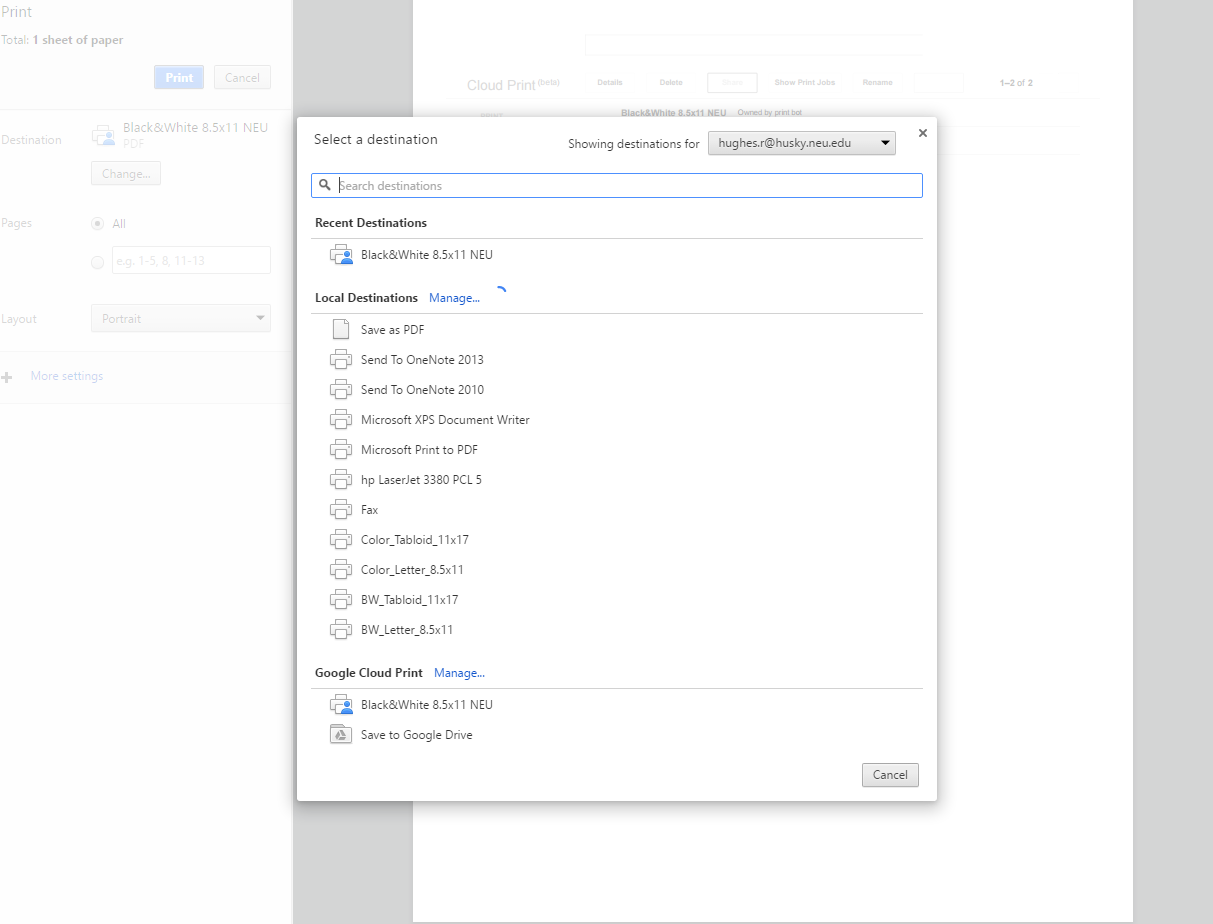 Print
Total: 1 sheet of paper
Print
Cancel
Destination
Black&White 8.5x11 NEU
PDF
Change...
Pages
All
e.g. 1-5, 8, 11-13
Layout
Portrait
More settings
Cloud Print (beta)
Details
Delete
Show Print Jobs
Rename
1–2 of 2
Black&White 8.5x11 NEU
Owned by print bot
Select a destination
Showing destinations for
hughes.r@husky.neu.edu
Search destinations
Recent Destinations
Black&White 8.5x11 NEU
Local Destinations Manage...
Save as PDF
Send To OneNote 2013
Send To OneNote 2010
Microsoft XPS Document Writer
Microsoft Print to PDF
hp LaserJet 3380 PCL 5
Fax
Color_Tabloid_11x17
Color_Letter_8.5x11
BW_Tabloid_11x17
BW_Letter_8.5x11
Google Cloud Print Manage...
Black&White 8.5x11 NEU
Save to Google Drive
Cancel